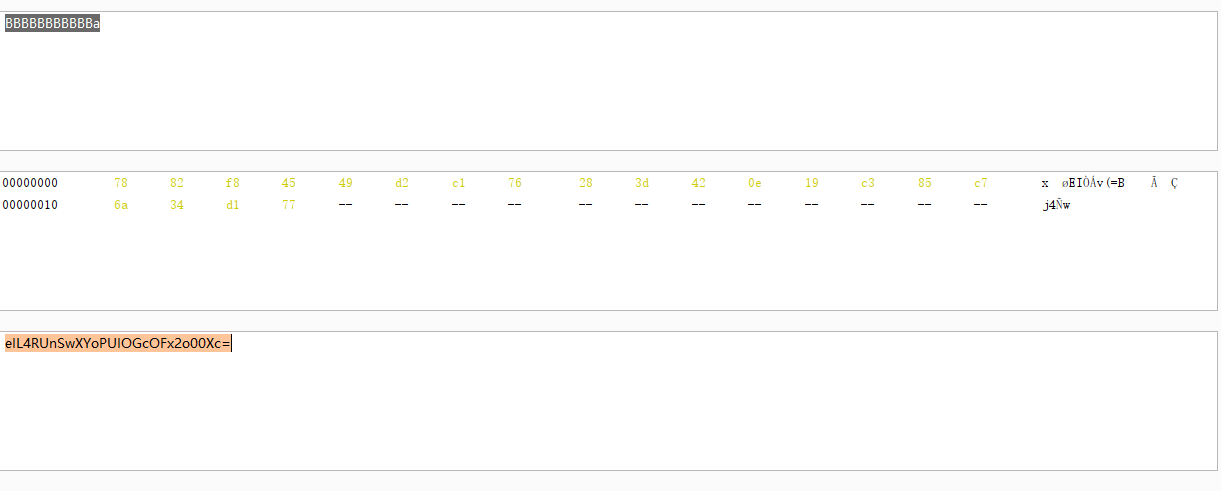 BBBBBBBBBBBa
00000000 78 82 f8 45 49 d2 c1 76 28 3d 42 0e 19 c3 85 c7 x øEIÒÁv(=B Ã Ç
00000010 6a 34 d1 77 -- -- -- -- -- -- -- -- -- -- -- -- j4Ñw
eIL4RUnSwXYoPUIOGcOFx2o00Xc=